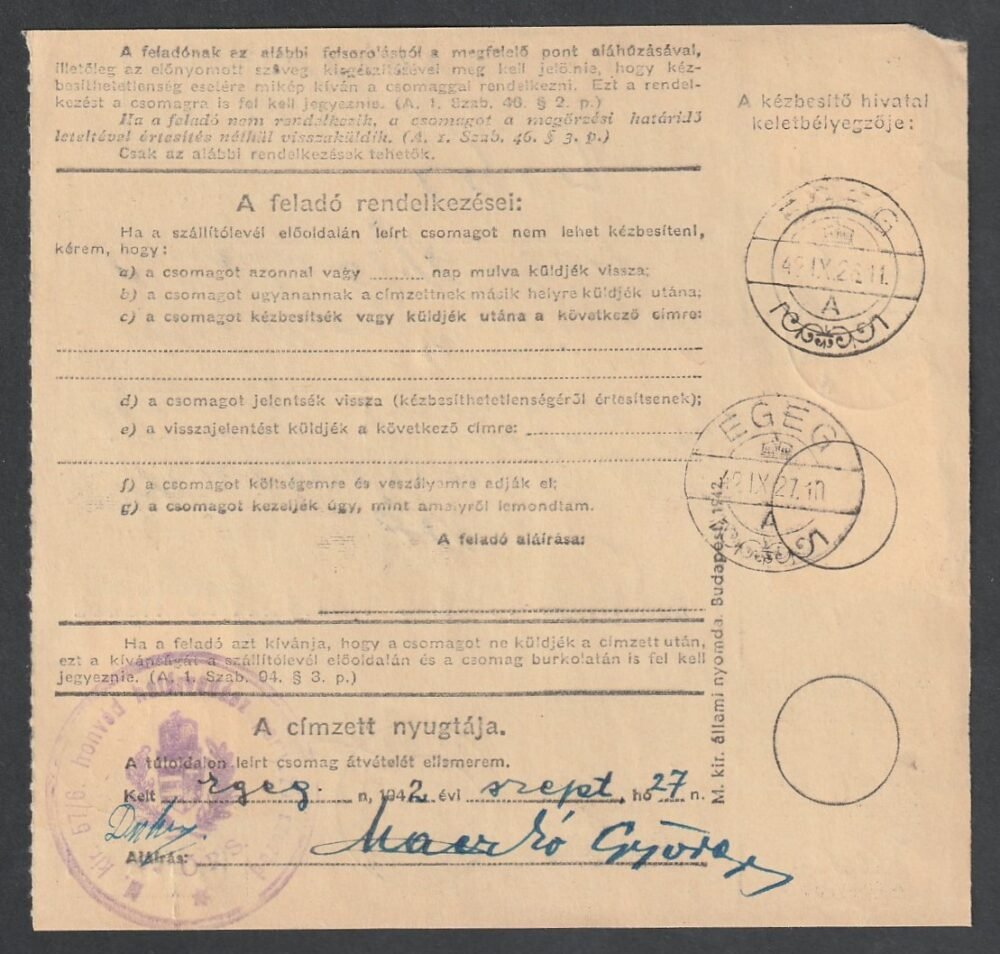 A feladónak az alábbi felsorolásból a megfelelő pont aláhúzásával,
illetőleg az előnyomott szöveg kiegészítésével meg kell jelölnie, hogy kéz-
besíthetetlenség esetére mikép kíván a csomaggal rendelkezni. Ezt a rendel-
kezést a csomagra is fel kell jegyeznie. (A. 1. Szab. 46. § 2. p.)
Ha a feladó nem rendelkezik, a csomagot a megőrzési határidő
leteltével értesítés nélkül visszaküldik. (A. 1. Szab. 46. § 3. p.)
Csak az alábbi rendelkezések tehetők.
A feladó rendelkezései:
Ha a szállítólevél előoldalán leírt csomagot nem lehet kézbesíteni,
kérem, hogy:
a) a csomagot azonnal vagy ........ nap mulva küldjék vissza;
b) a csomagot ugyanannak a címzettnek másik helyre küldjék utána;
c) a csomagot kézbesítsék vagy küldjék utána a következő címre:
d) a csomagot jelentsék vissza (kézbesíthetetlenségéről értesítsenek);
e) a visszajelentést küldjék a következő címre:
f) a csomagot költségemre és veszélyemre adják el;
g) a csomagot kezeljék úgy, mint amelyről lemondtam.
A feladó aláírása:
Ha a feladó azt kívánja, hogy a csomagot ne küldjék a címzett után,
ezt a kívánságát a szállítólevél előoldalán és a csomag burkolatán is fel kell
jegyeznie. (A. 1. Szab. 94. § 3. p.)
A címzett nyugtája.
A túloldalon leírt csomag átvételét elismerem.
Kelt Egeg n, 1942 évi szept. hó 27 n.
Aláírás: György
A kézbesítő hivatal
keletbélyegzője:
EGEG
42.IX.28.11.
A
EGEG
42.IX.27.10
A
M. kir. állami nyomda. Budapest, 1942.
M. kir. honvéd